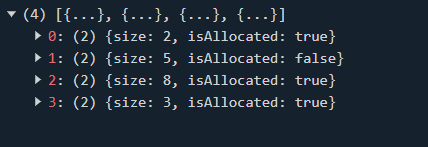 ▼ (4) [{...}, {...}, {...}, {...}]
▶ 0: (2) {size: 2, isAllocated: true}
▶ 1: (2) {size: 5, isAllocated: false}
▶ 2: (2) {size: 8, isAllocated: true}
▶ 3: (2) {size: 3, isAllocated: true}